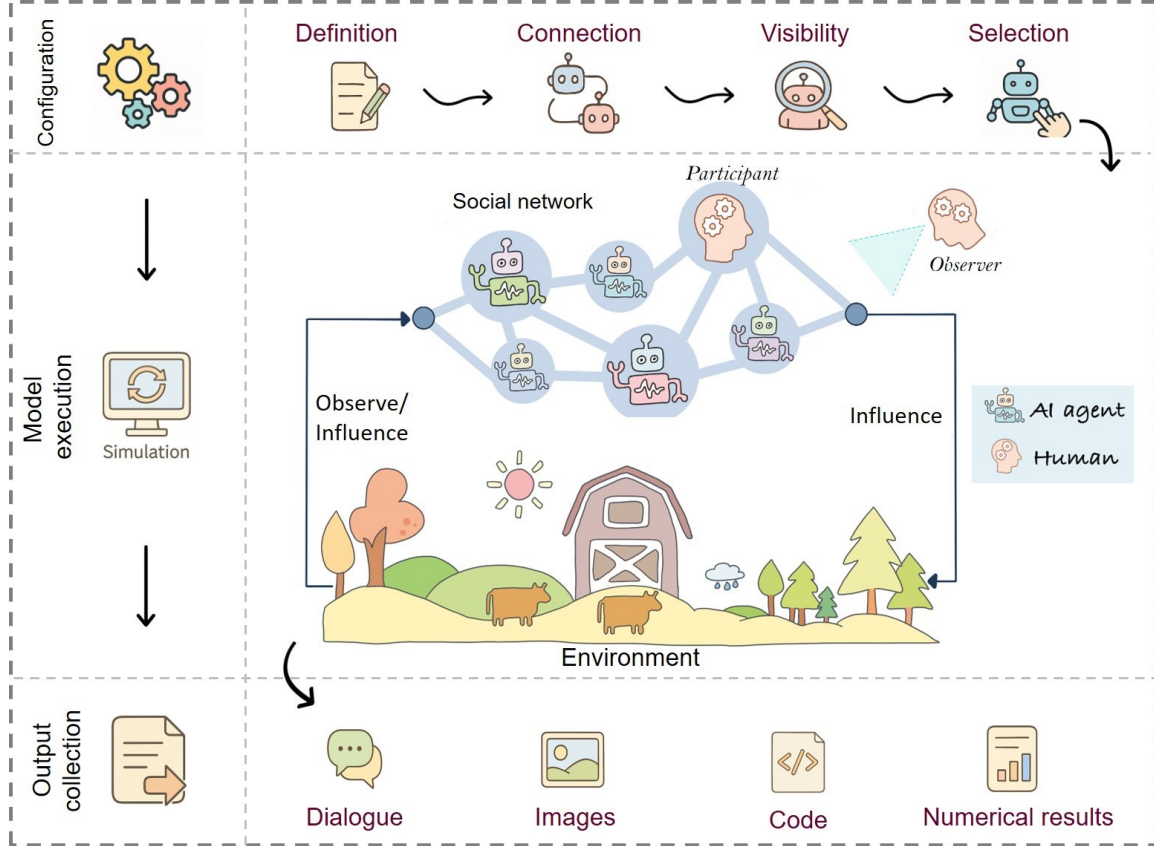 Configuration
Definition
Connection
Visibility
Selection
Model
execution
Simulation
Social network
Participant
Observer
Observe/
Influence
Influence
AI agent
Human
Environment
Output
collection
Dialogue
Images
</>
Code
Numerical results